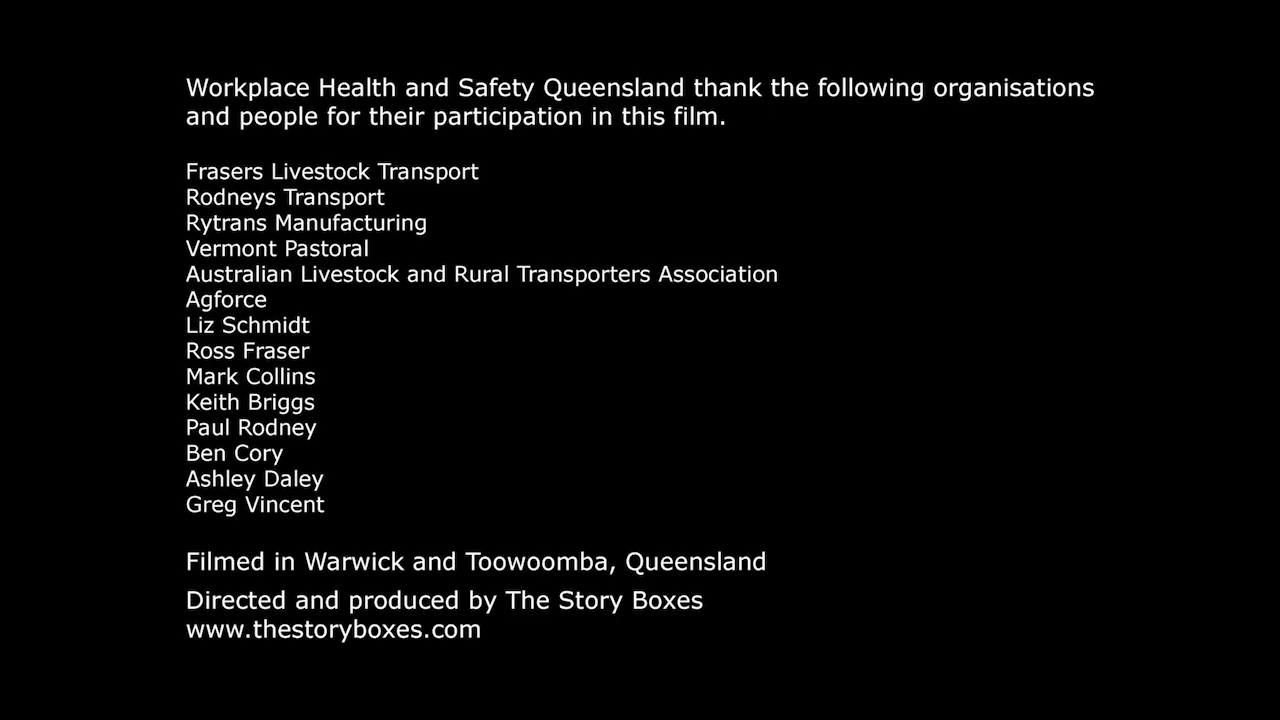 Workplace Health and Safety Queensland thank the following organisations
and people for their participation in this film.
Frasers Livestock Transport
Rodneys Transport
Rytrans Manufacturing
Vermont Pastoral
Australian Livestock and Rural Transporters Association
Agforce
Liz Schmidt
Ross Fraser
Mark Collins
Keith Briggs
Paul Rodney
Ben Cory
Ashley Daley
Greg Vincent
Filmed in Warwick and Toowoomba, Queensland
Directed and produced by The Story Boxes
www.thestoryboxes.com